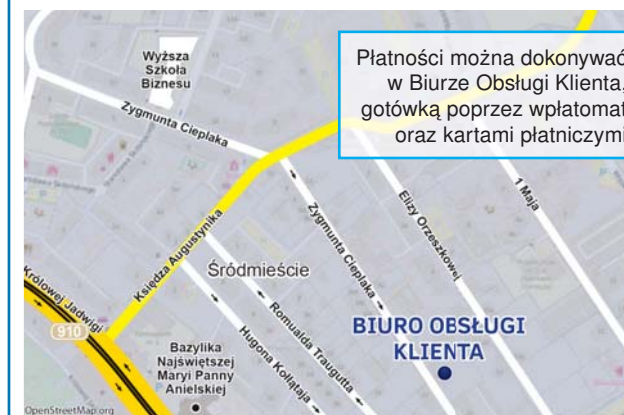 Płatności można dokonywać
w Biurze Obsługi Klienta,
gotówką poprzez wpłatomat
oraz kartami płatniczymi
Wyższa
Szkoła
Biznesu
Zygmunta Cieplaka
Księdza Augustynika
Śródmieście
Zygmunta Cieplaka
Elizy Orzeszkowej
1 Maja
Królowej Jadwigi
910
Hugona Kołłątaja
Romualda Traugutta
Bazylika
Najświętszej
Maryi Panny
Anielskiej
BIURO OBSŁUGI
KLIENTA
OpenStreetMap.org